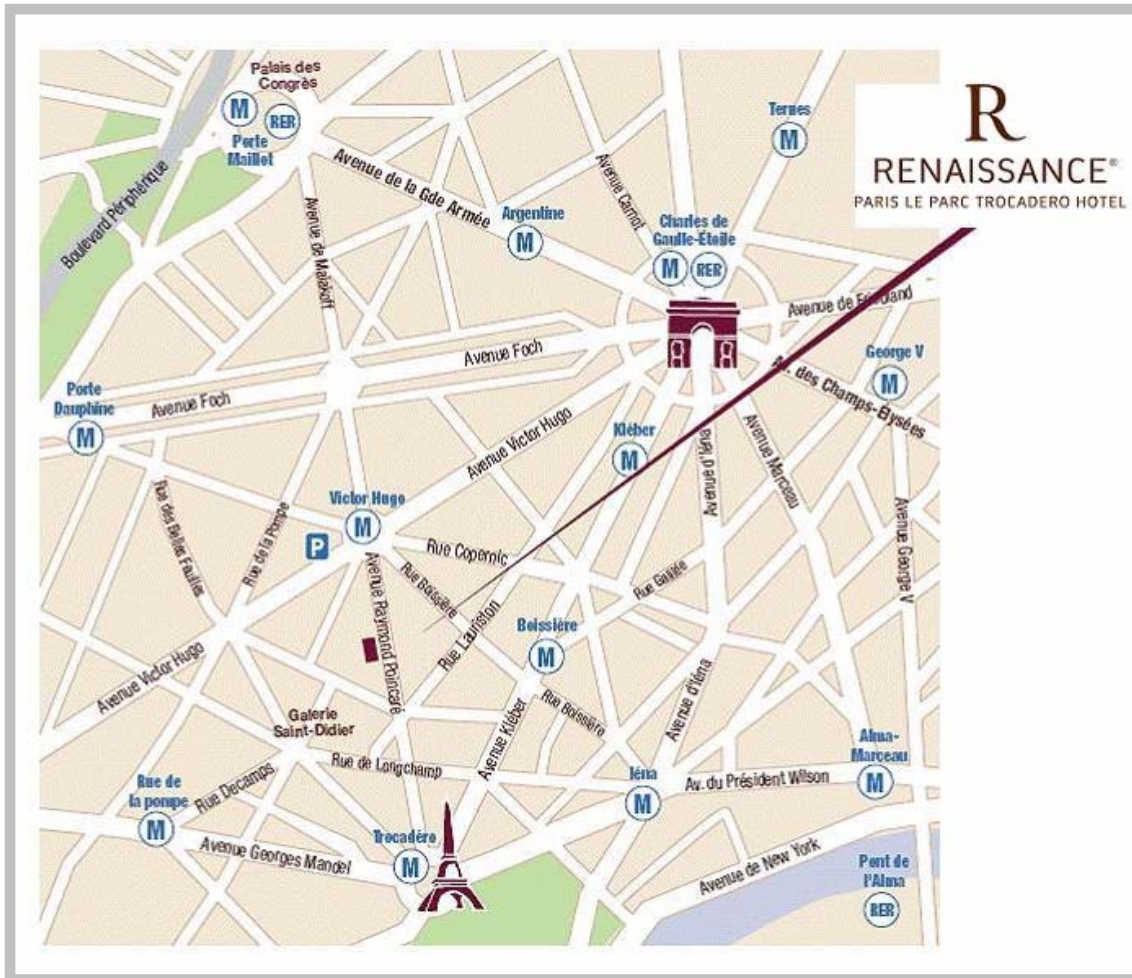 Palais des
Congrès
M
RER
Porte
Maillot
Ternes
M
R
RENAISSANCE®
PARIS LE PARC TROCADERO HOTEL
Boulevard Périphérique
Avenue de la Gde Armée
Avenue de Malakoff
Argentine
M
Avenue Carnot
Charles de
Gaulle-Étoile
M
RER
Avenue de Friedland
Avenue Foch
George V
M
Av. des Champs-Elysées
Porte
Dauphine
M
Avenue Foch
Avenue Victor Hugo
Kléber
M
Avenue d'Iéna
Avenue Marceau
Avenue George V
Rue des Belles Feuilles
Rue de la Pompe
Victor Hugo
M
P
Rue Copernic
Avenue Raymond Poincaré
Rue Boissière
Rue Lauriston
Rue Galilée
Boissière
M
Avenue Victor Hugo
Avenue d'Iéna
Rue Boissière
Avenue Kléber
Galerie
Saint-Didier
Rue de Longchamp
Rue Decamps
Rue de
la pompe
M
Iéna
M
Av. du Président Wilson
Alma-
Marceau
M
Trocadéro
M
Avenue Georges Mandel
Avenue de New York
Pont de
l'Alma
RER